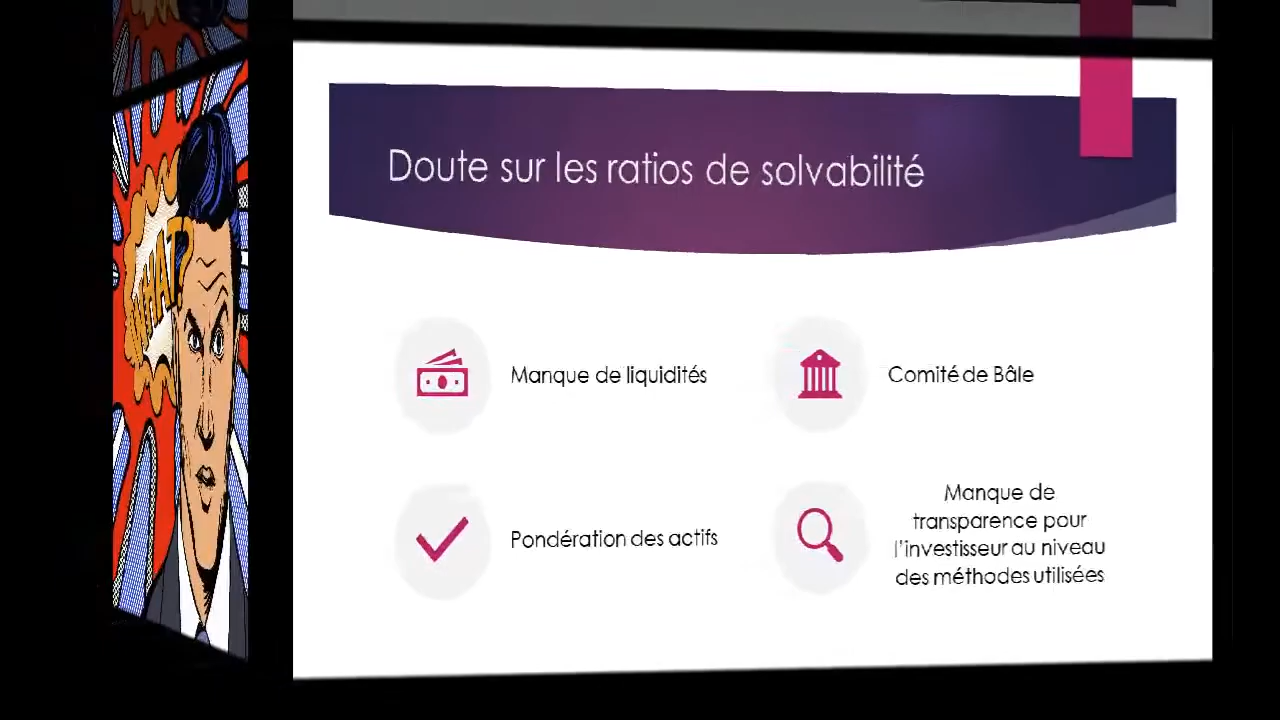 WHAT?
Doute sur les ratios de solvabilité
Manque de liquidités
Comité de Bâle
Pondération des actifs
Manque de
transparence pour
l'investisseur au niveau
des méthodes utilisées